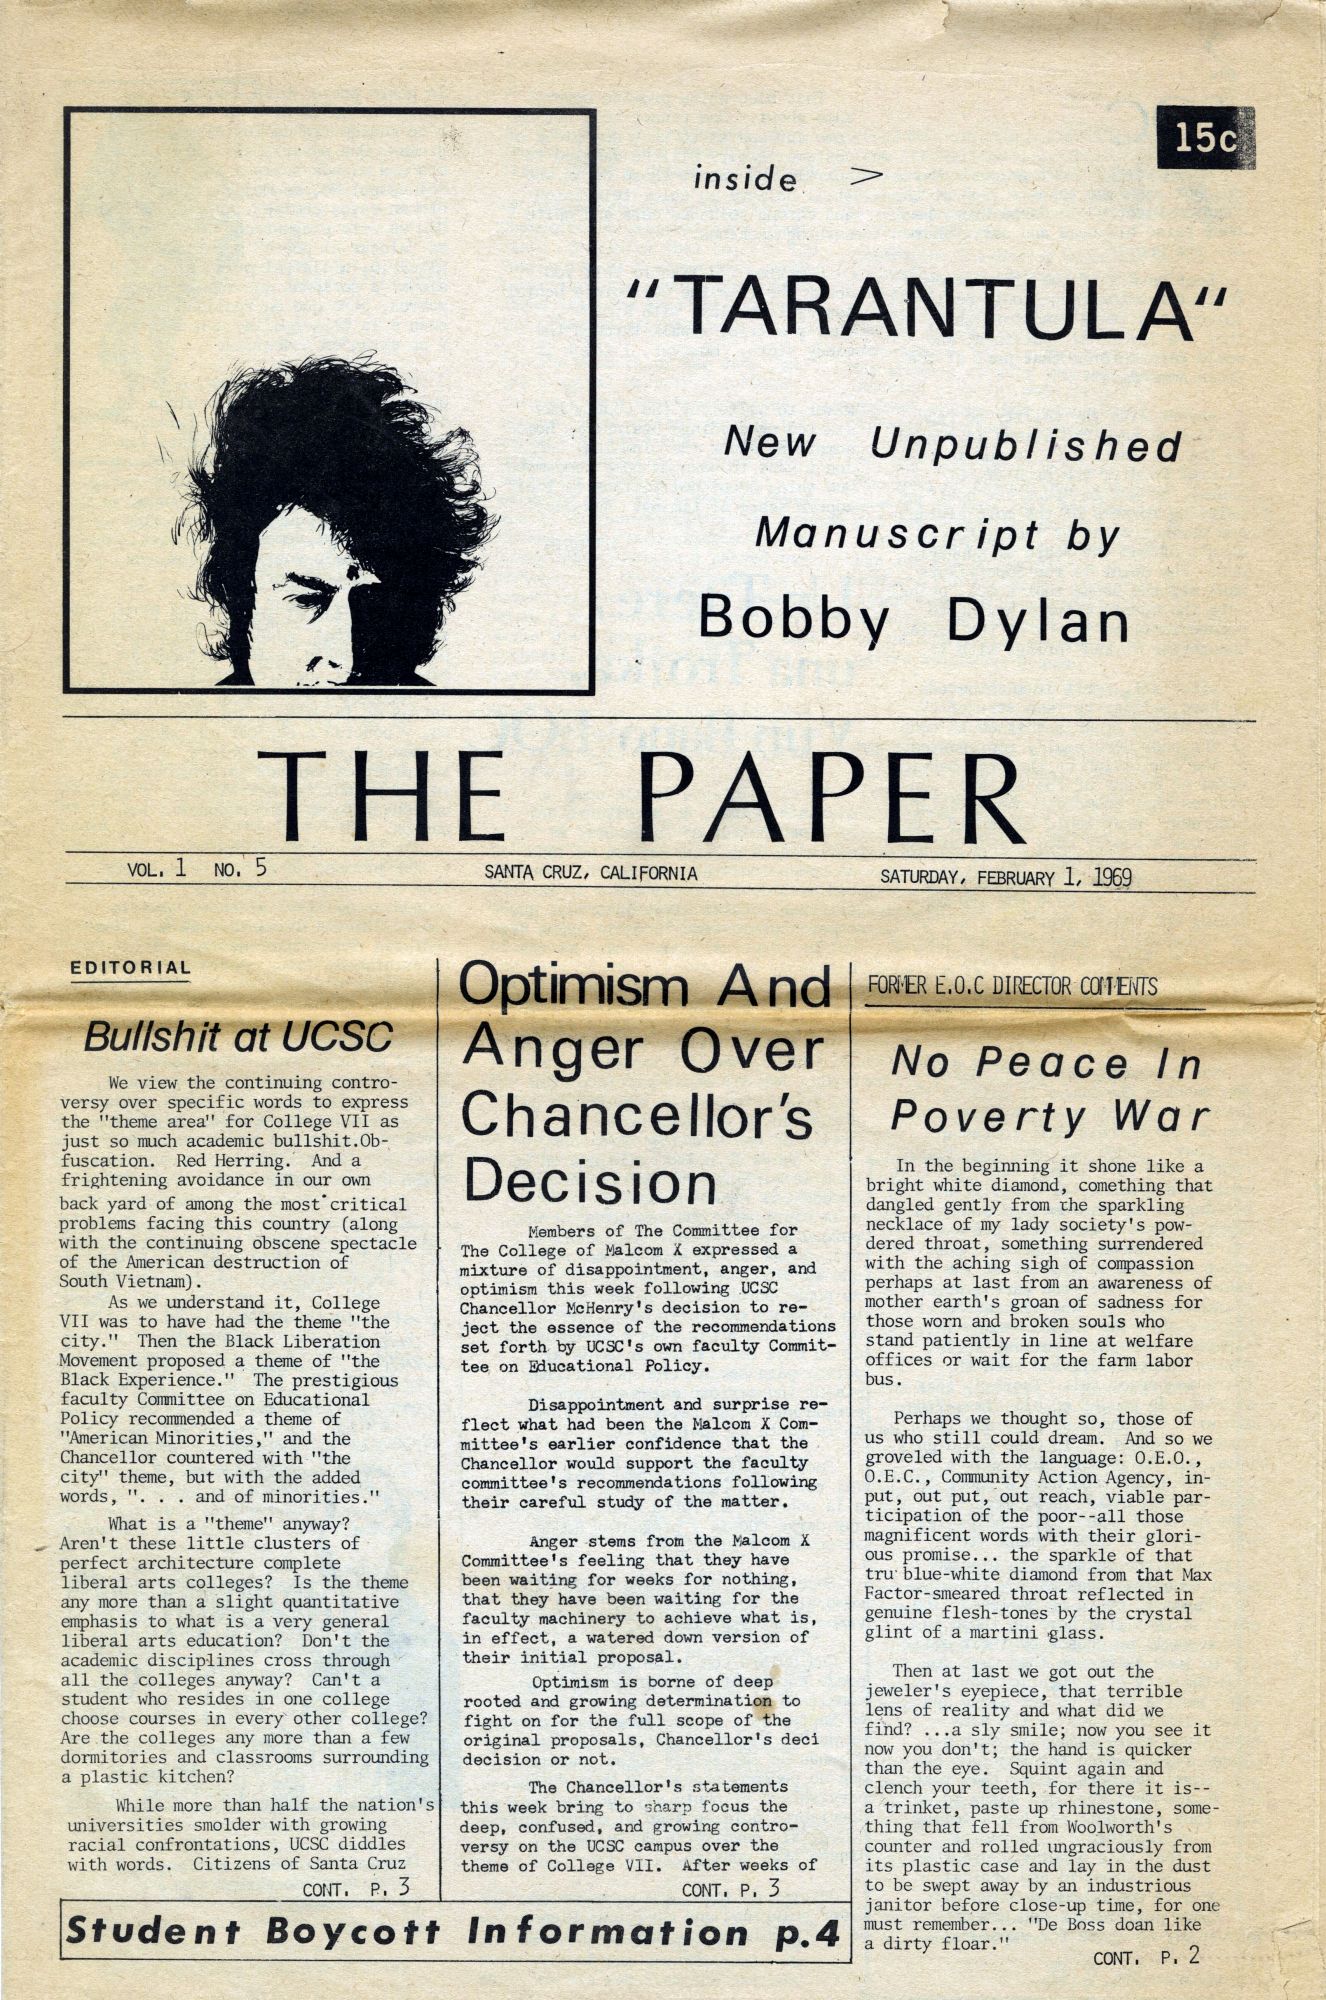 15c
inside >
"TARANTULA"
New Unpublished
Manuscript by
Bobby Dylan
THE PAPER
VOL. 1 NO. 5 SANTA CRUZ, CALIFORNIA SATURDAY, FEBRUARY 1, 1969
EDITORIAL
Bullshit at UCSC
We view the continuing contro-
versy over specific words to express
the "theme area" for College VII as
just so much academic bullshit.Ob-
fuscation. Red Herring. And a
frightening avoidance in our own
back yard of among the most critical
problems facing this country (along
with the continuing obscene spectacle
of the American destruction of
South Vietnam).
As we understand it, College
VII was to have had the theme "the
city." Then the Black Liberation
Movement proposed a theme of "the
Black Experience." The prestigious
faculty Committee on Educational
Policy recommended a theme of
"American Minorities," and the
Chancellor countered with "the
city" theme, but with the added
words, ". . . and of minorities."
What is a "theme" anyway?
Aren't these little clusters of
perfect architecture complete
liberal arts colleges? Is the theme
any more than a slight quantitative
emphasis to what is a very general
liberal arts education? Don't the
academic disciplines cross through
all the colleges anyway? Can't a
student who resides in one college
choose courses in every other college?
Are the colleges any more than a few
dormitories and classrooms surrounding
a plastic kitchen?
While more than half the nation's
universities smolder with growing
racial confrontations, UCSC diddles
with words. Citizens of Santa Cruz
CONT. P. 3
Optimism And
Anger Over
Chancellor's
Decision
Members of The Committee for
The College of Malcom X expressed a
mixture of disappointment, anger, and
optimism this week following UCSC
Chancellor McHenry's decision to re-
ject the essence of the recommendations
set forth by UCSC's own faculty Commit-
tee on Educational Policy.
Disappointment and surprise re-
flect what had been the Malcom X Com-
mittee's earlier confidence that the
Chancellor would support the faculty
committee's recommendations following
their careful study of the matter.
Anger stems from the Malcom X
Committee's feeling that they have
been waiting for weeks for nothing,
that they have been waiting for the
faculty machinery to achieve what is,
in effect, a watered down version of
their initial proposal.
Optimism is borne of deep
rooted and growing determination to
fight on for the full scope of the
original proposals, Chancellor's deci
decision or not.
The Chancellor's statements
this week bring to sharp focus the
deep, confused, and growing contro-
versy on the UCSC campus over the
theme of College VII. After weeks of
CONT. P. 3
FORMER E.O.C DIRECTOR COMMENTS
No Peace In
Poverty War
In the beginning it shone like a
bright white diamond, comething that
dangled gently from the sparkling
necklace of my lady society's pow-
dered throat, something surrendered
with the aching sigh of compassion
perhaps at last from an awareness of
mother earth's groan of sadness for
those worn and broken souls who
stand patiently in line at welfare
offices or wait for the farm labor
bus.
Perhaps we thought so, those of
us who still could dream. And so we
groveled with the language: O.E.O.,
O.E.C., Community Action Agency, in-
put, out put, out reach, viable par-
ticipation of the poor--all those
magnificent words with their glori-
ous promise... the sparkle of that
tru blue-white diamond from that Max
Factor-smeared throat reflected in
genuine flesh-tones by the crystal
glint of a martini glass.
Then at last we got out the
jeweler's eyepiece, that terrible
lens of reality and what did we
find? ...a sly smile; now you see it
now you don't; the hand is quicker
than the eye. Squint again and
clench your teeth, for there it is--
a trinket, paste up rhinestone, some-
thing that fell from Woolworth's
counter and rolled ungraciously from
its plastic case and lay in the dust
to be swept away by an industrious
janitor before close-up time, for one
must remember... "De Boss doan like
a dirty floar."
CONT. P. 2
Student Boycott Information p.4